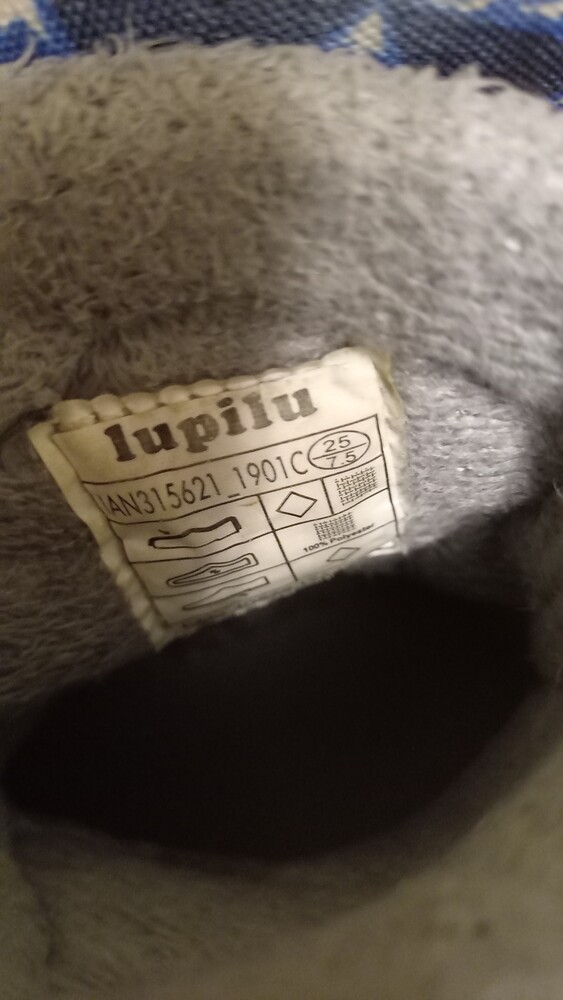 lupilu
IAN315621_1901C
25
7.5
100% Polyester